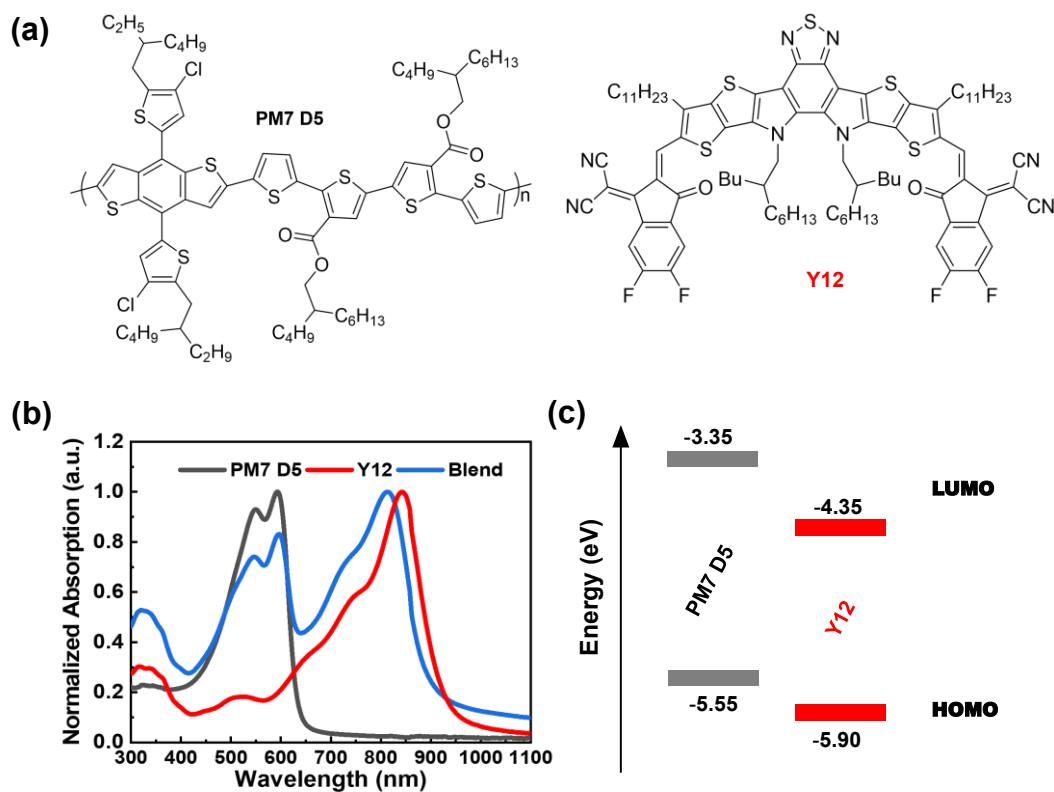 (a)
C2H5
C4H9
Cl
S
PM7 D5
C4H9
C6H13
O
O
S
S
S
S
S
S
n
O
O
S
Cl
C4H9
C6H13
C4H9
C2H9
S
N
N
C11H23
S
S
C11H23
S
N
N
S
CN
CN
O
Bu
Bu
O
CN
CN
C6H13
C6H13
F
F
Y12
F
F
(b)
Normalized Absorption (a.u.)
1.2
1.0
0.8
0.6
0.4
0.2
0.0
PM7 D5
Y12
Blend
300 400 500 600 700 800 900 1000 1100
Wavelength (nm)
(c)
Energy (eV)
-3.35
-4.35
LUMO
PM7 D5
Y12
-5.55
-5.90
HOMO